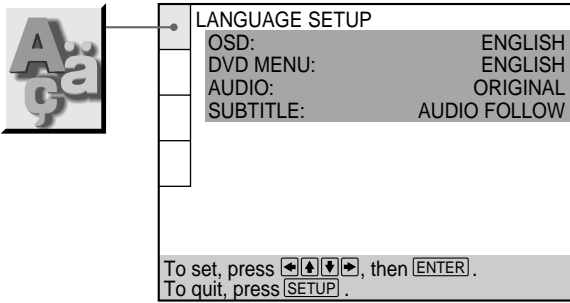 Aäç
LANGUAGE SETUP
OSD: ENGLISH
DVD MENU: ENGLISH
AUDIO: ORIGINAL
SUBTITLE: AUDIO FOLLOW
To set, press ←↑↓→, then ENTER.
To quit, press SETUP.